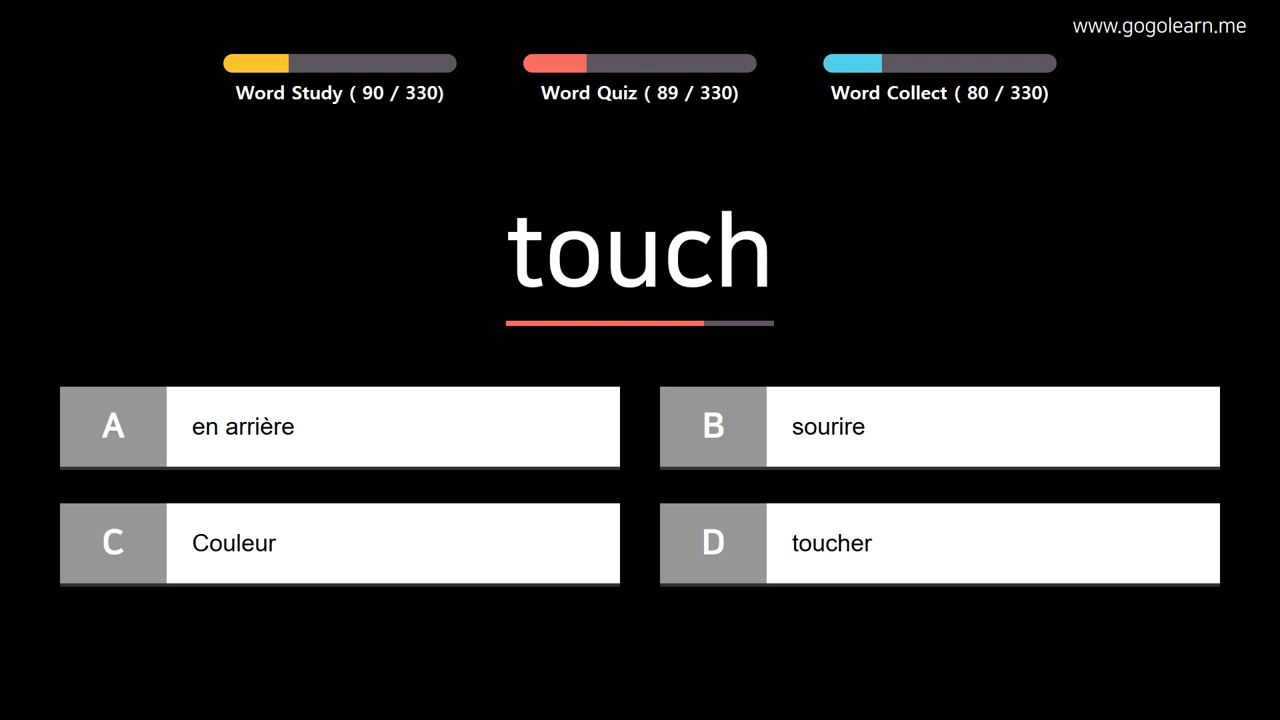 www.gogolearn.me
Word Study ( 90 / 330)
Word Quiz ( 89 / 330)
Word Collect ( 80 / 330)
touch
A en arrière
B sourire
C Couleur
D toucher